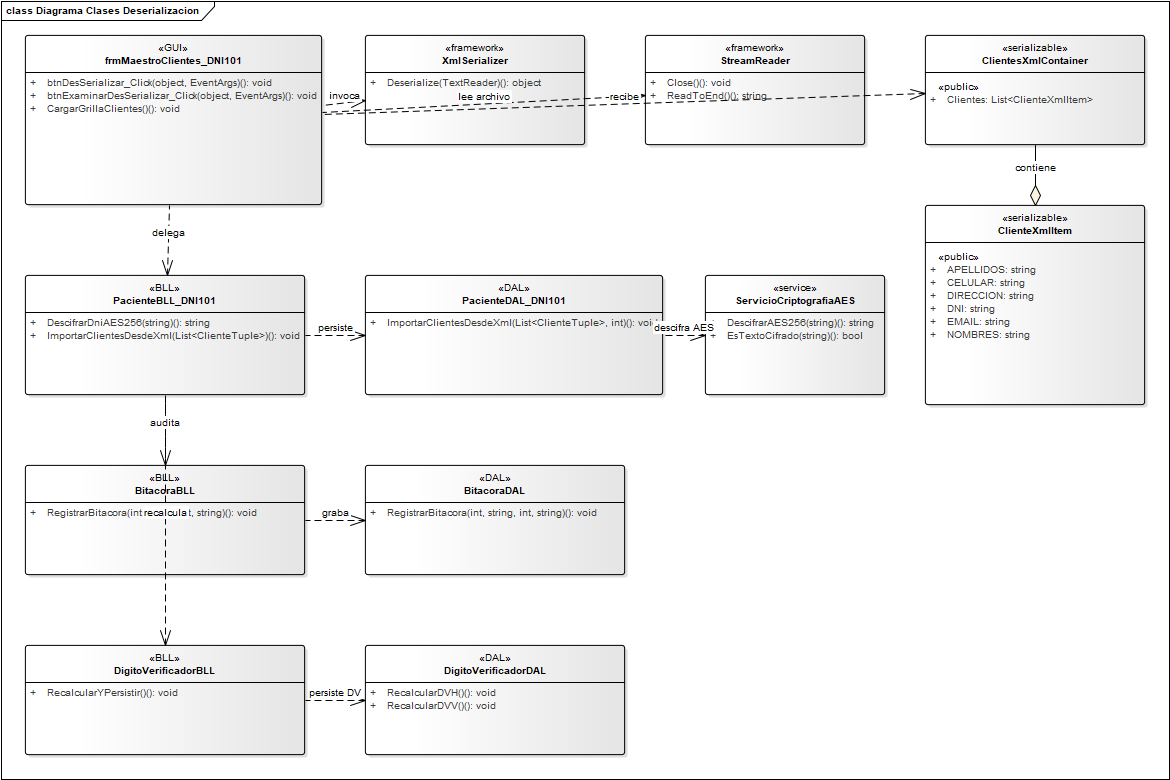 class Diagrama Clases Deserializacion
«GUI»
frmMaestroClientes_DNI101
+ btnDesSerializar_Click(object, EventArgs)(): void
+ btnExaminarDesSerializar_Click(object, EventArgs)(): void
+ CargarGrillaClientes()(): void
invoca
«framework»
XmlSerializer
+ Deserialize(TextReader)(): object
lee archivo
recibe
«framework»
StreamReader
+ Close()(): void
+ ReadToEnd()(): string
«serializable»
ClientesXmlContainer
«public»
+ Clientes: List<ClienteXmlItem>
contiene
«serializable»
ClienteXmlItem
«public»
+ APELLIDOS: string
+ CELULAR: string
+ DIRECCION: string
+ DNI: string
+ EMAIL: string
+ NOMBRES: string
delega
«BLL»
PacienteBLL_DNI101
+ DescifrarDniAES256(string)(): string
+ ImportarClientesDesdeXml(List<ClienteTuple>)(): void
persiste
«DAL»
PacienteDAL_DNI101
+ ImportarClientesDesdeXml(List<ClienteTuple>, int)(): voi
descifra AES
«service»
ServicioCriptografiaAES
+ DescifrarAES256(string)(): string
+ EsTextoCifrado(string)(): bool
audita
«BLL»
BitacoraBLL
+ RegistrarBitacora(int t, string)(): void
recalcula
graba
«DAL»
BitacoraDAL
+ RegistrarBitacora(int, string, int, string)(): void
«BLL»
DigitoVerificadorBLL
+ RecalcularYPersistir()(): void
persiste DV
«DAL»
DigitoVerificadorDAL
+ RecalcularDVH()(): void
+ RecalcularDVV()(): void